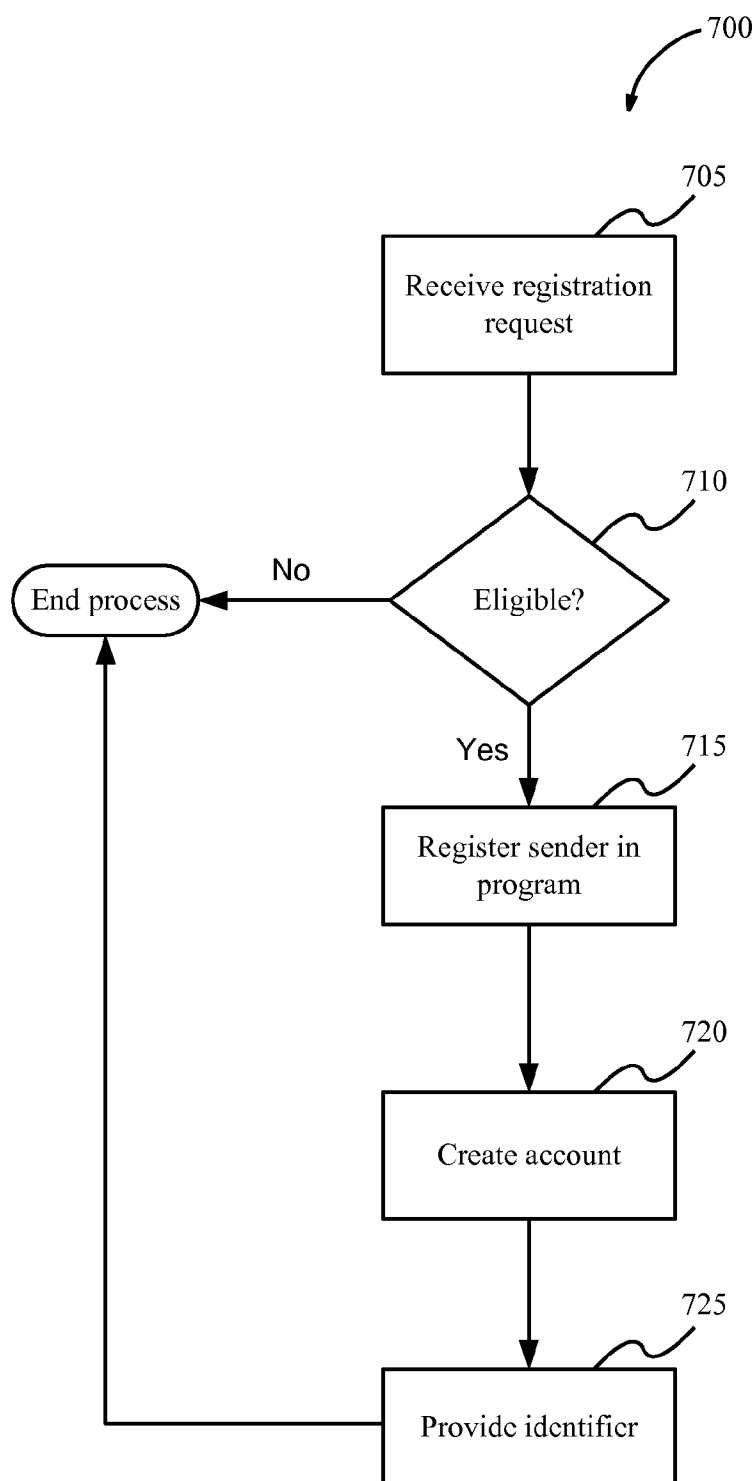 700
705
Receive registration
request
710
No
End process
Eligible?
Yes
715
Register sender in
program
720
Create account
725
Provide identifier